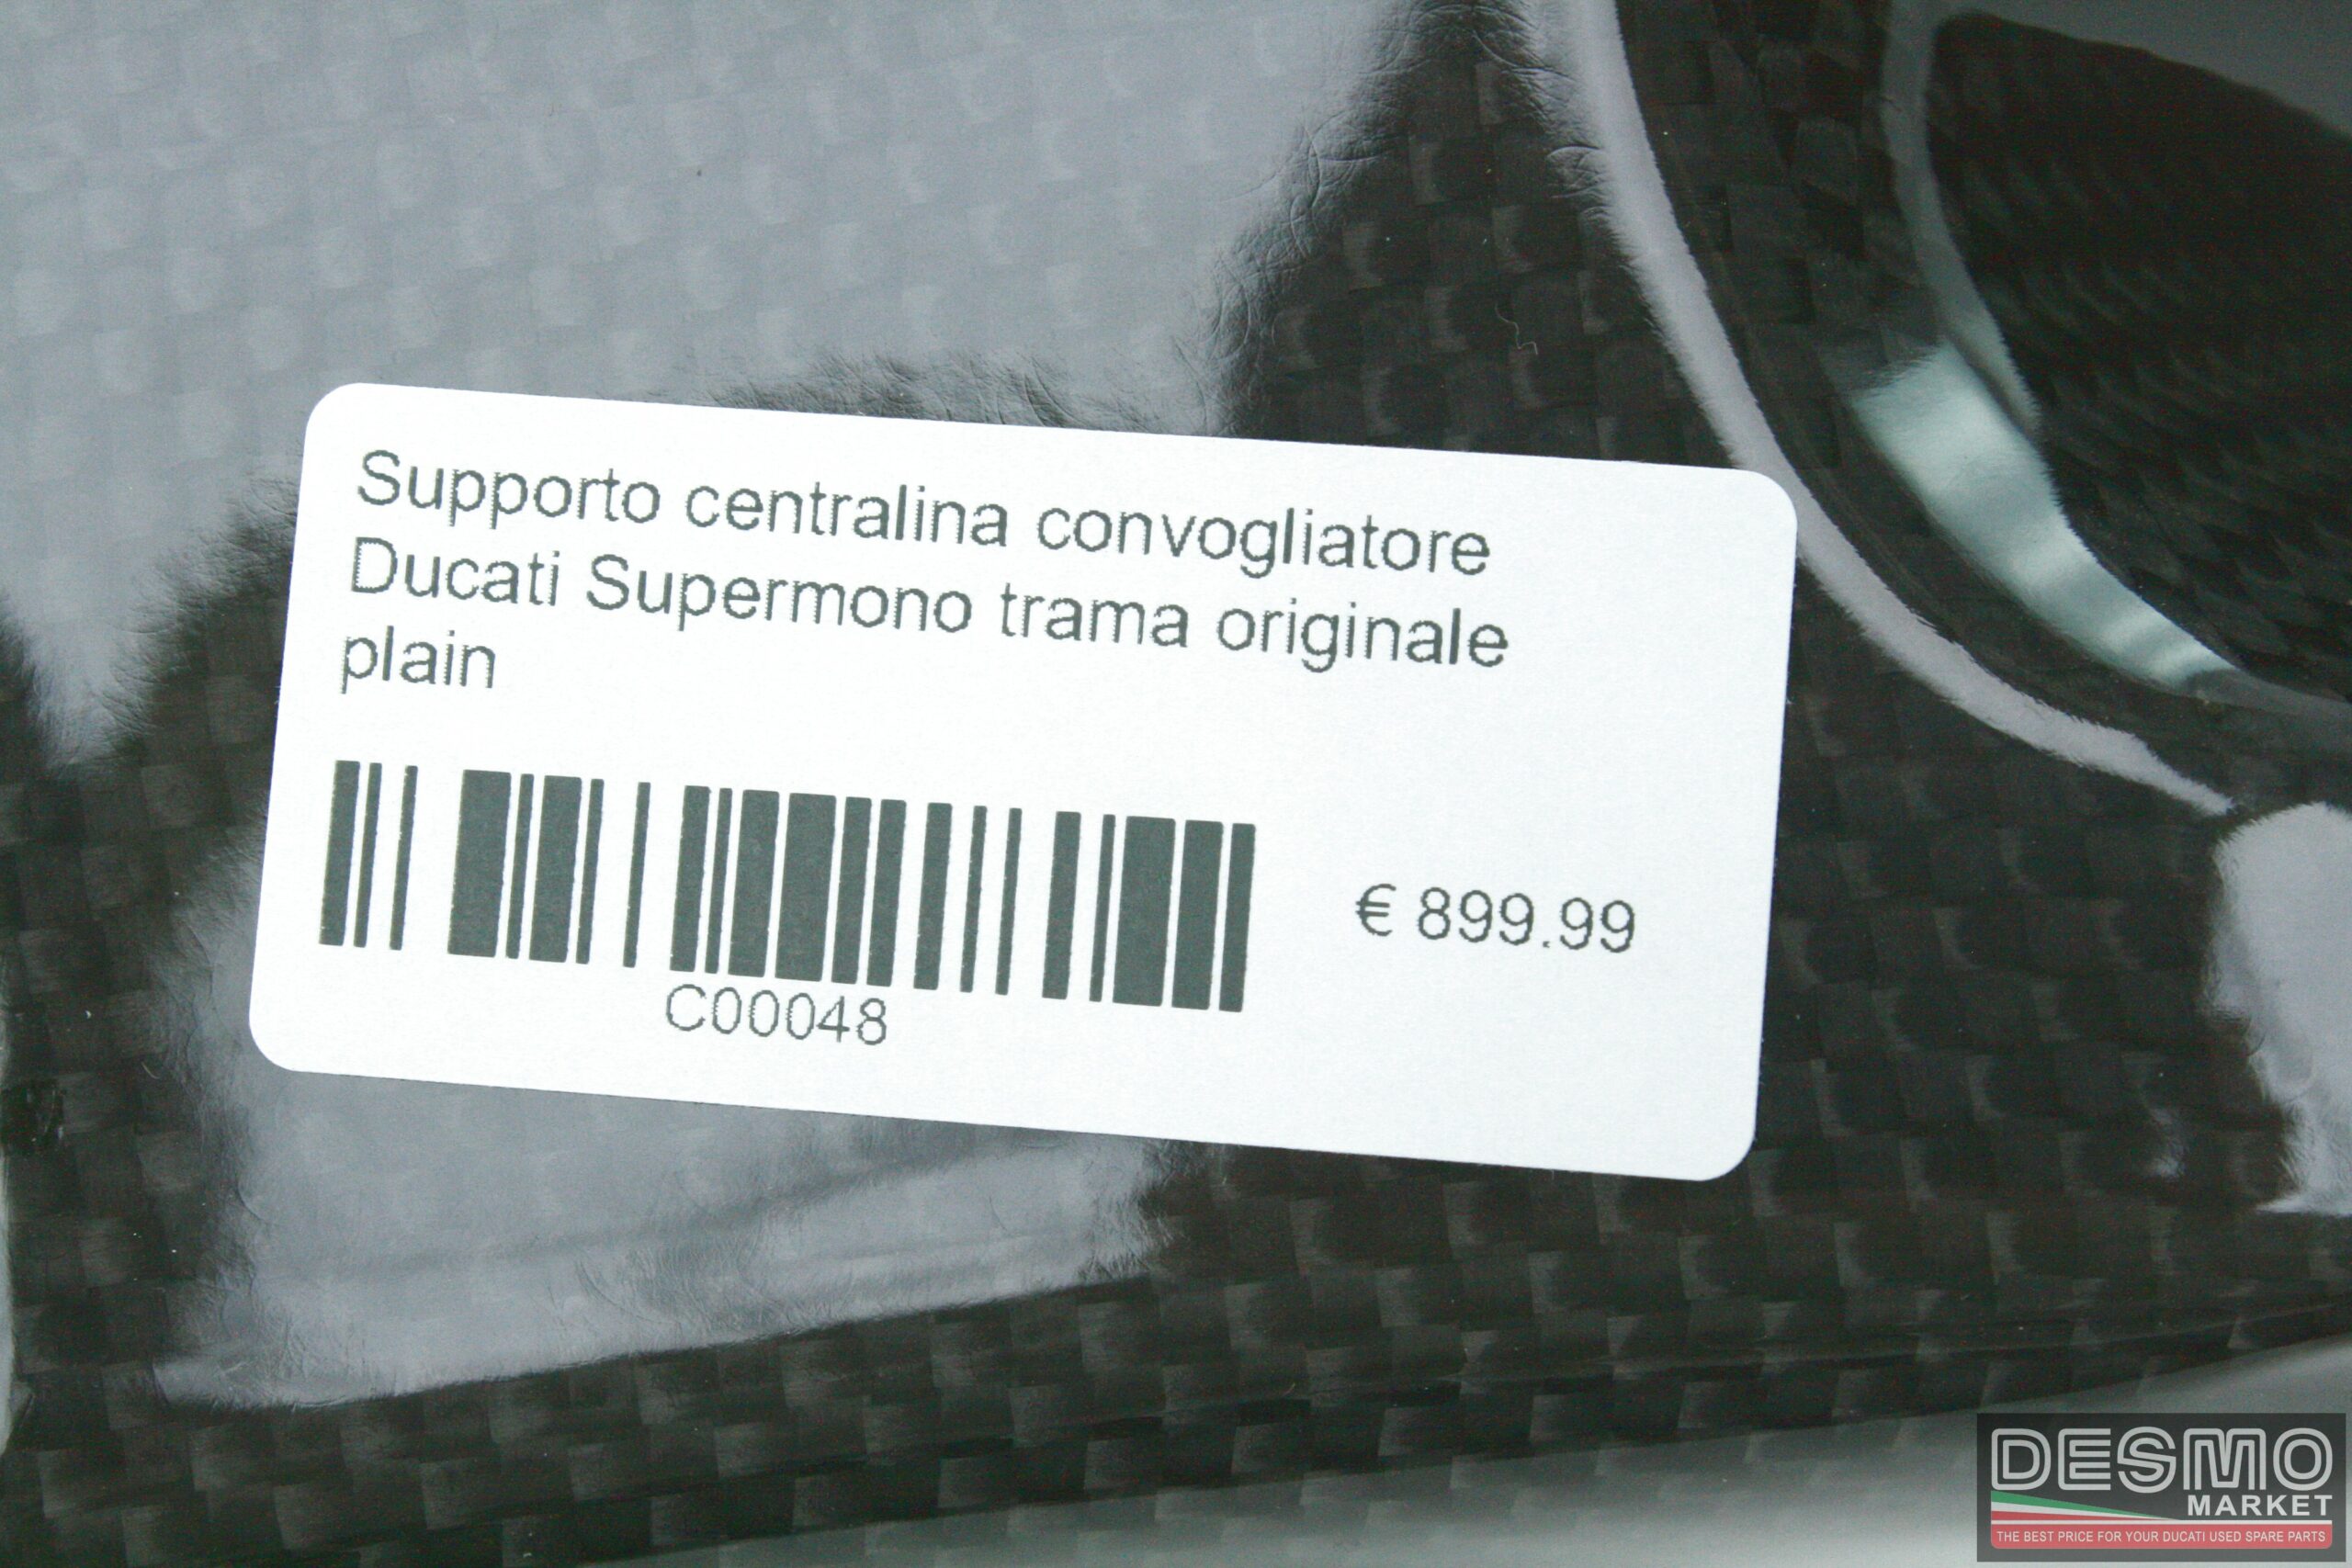 Supporto centralina convogliatore
Ducati Supermono trama originale
plain
€ 899.99
C00048
DESMO
MARKET
THE BEST PRICE FOR YOUR DUCATI USED SPARE PARTS